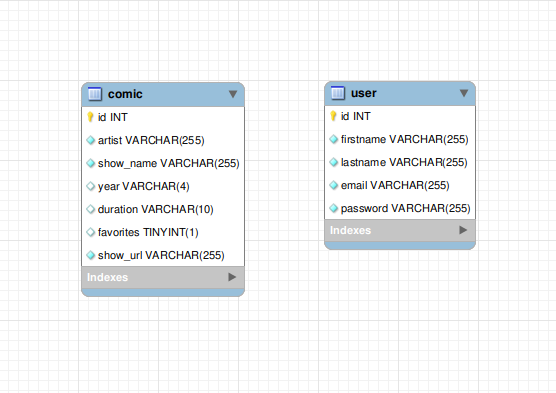 comic
id INT
artist VARCHAR(255)
show_name VARCHAR(255)
year VARCHAR(4)
duration VARCHAR(10)
favorites TINYINT(1)
show_url VARCHAR(255)
Indexes
user
id INT
firstname VARCHAR(255)
lastname VARCHAR(255)
email VARCHAR(255)
password VARCHAR(255)
Indexes